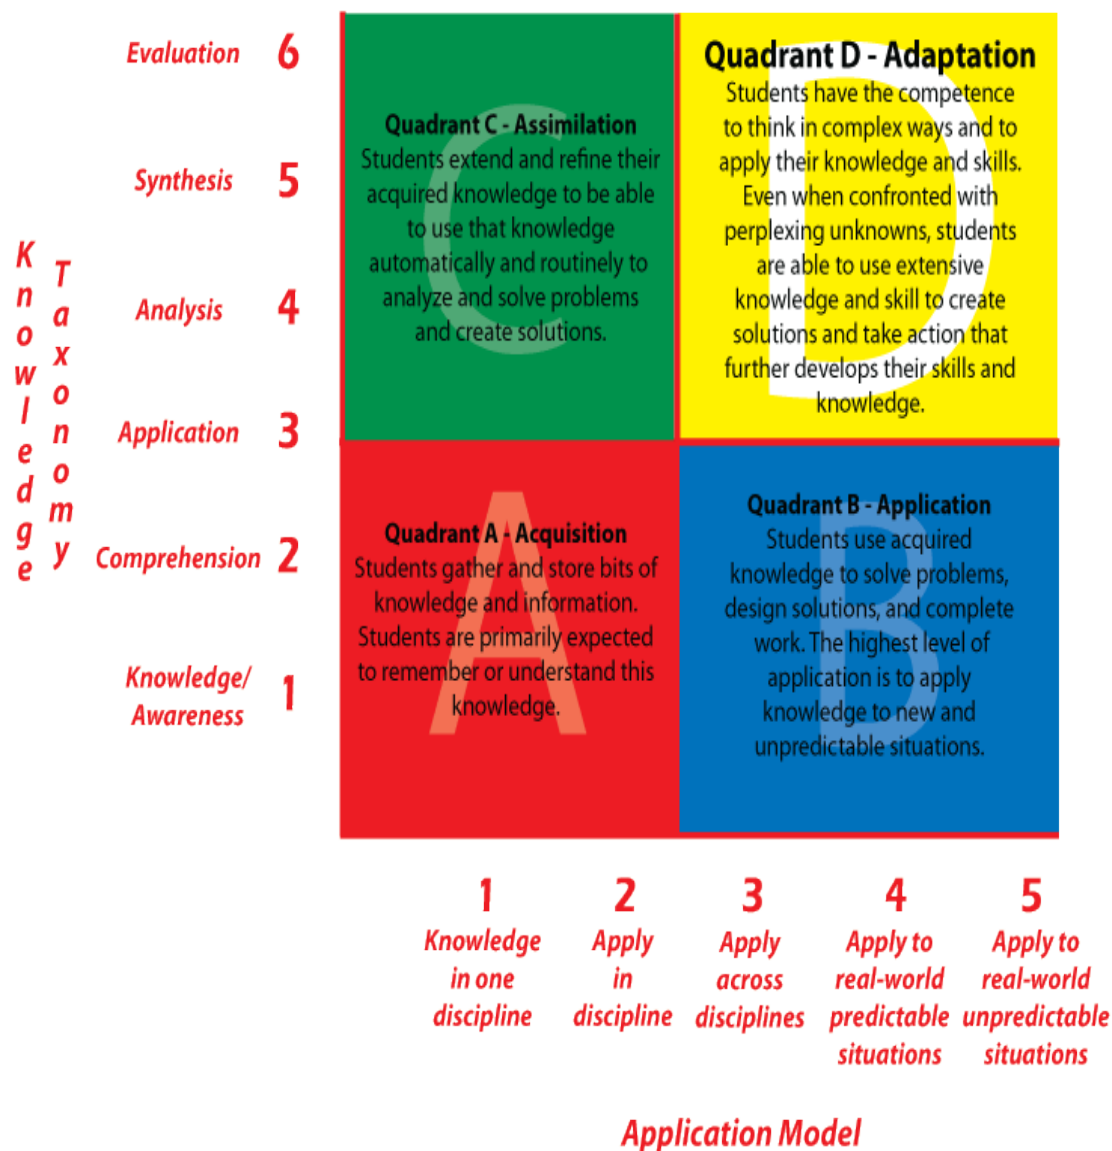 Evaluation 6
Synthesis 5
Analysis 4
Application 3
Comprehension 2
Knowledge/
Awareness 1
Knowledge
Taxonomy
C
Quadrant C - Assimilation
Students extend and refine their
acquired knowledge to be able
to use that knowledge
automatically and routinely to
analyze and solve problems
and create solutions.
D
Quadrant D - Adaptation
Students have the competence
to think in complex ways and to
apply their knowledge and skills.
Even when confronted with
perplexing unknowns, students
are able to use extensive
knowledge and skill to create
solutions and take action that
further develops their skills and
knowledge.
A
Quadrant A - Acquisition
Students gather and store bits of
knowledge and information.
Students are primarily expected
to remember or understand this
knowledge.
B
Quadrant B - Application
Students use acquired
knowledge to solve problems,
design solutions, and complete
work. The highest level of
application is to apply
knowledge to new and
unpredictable situations.
1
Knowledge
in one
discipline
2
Apply
in
discipline
3
Apply
across
disciplines
4
Apply to
real-world
predictable
situations
5
Apply to
real-world
unpredictable
situations
Application Model